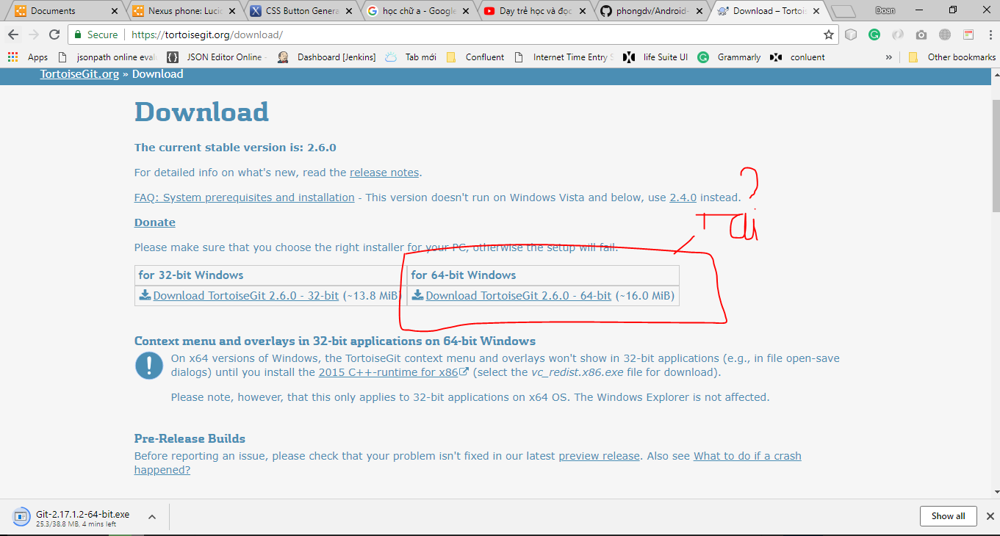 Documents
Nexus phone: Lucid
CSS Button Genera
học chữ a - Google
Dạy trẻ học và đọc
phongdv/Android-
Download – Tortois
Doan
Secure
https://tortoisegit.org/download/
Apps
jsonpath online eval
JSON Editor Online -
Dashboard [Jenkins]
Tab mới
Confluent
Internet Time Entry S
life Suite UI
Grammarly
conluent
»
Other bookmarks
TortoiseGit.org » Download
Download
The current stable version is: 2.6.0
For detailed info on what's new, read the release notes.
?
FAQ: System prerequisites and installation - This version doesn't run on Windows Vista and below, use 2.4.0 instead.
Donate
Tai
Please make sure that you choose the right installer for your PC, otherwise the setup will fail.
for 32-bit Windows
for 64-bit Windows
Download TortoiseGit 2.6.0 - 32-bit (~13.8 MiB)
Download TortoiseGit 2.6.0 - 64-bit (~16.0 MiB)
Context menu and overlays in 32-bit applications on 64-bit Windows
On x64 versions of Windows, the TortoiseGit context menu and overlays won't show in 32-bit applications (e.g., in file open-save
dialogs) until you install the 2015 C++-runtime for x86 (select the vc_redist.x86.exe file for download).
Please note, however, that this only applies to 32-bit applications on x64 OS. The Windows Explorer is not affected.
Pre-Release Builds
Before reporting an issue, please check that your problem isn't fixed in our latest preview release. Also see What to do if a crash
happened?
Git-2.17.1.2-64-bit.exe
25.3/38.8 MB, 4 mins left
Show all